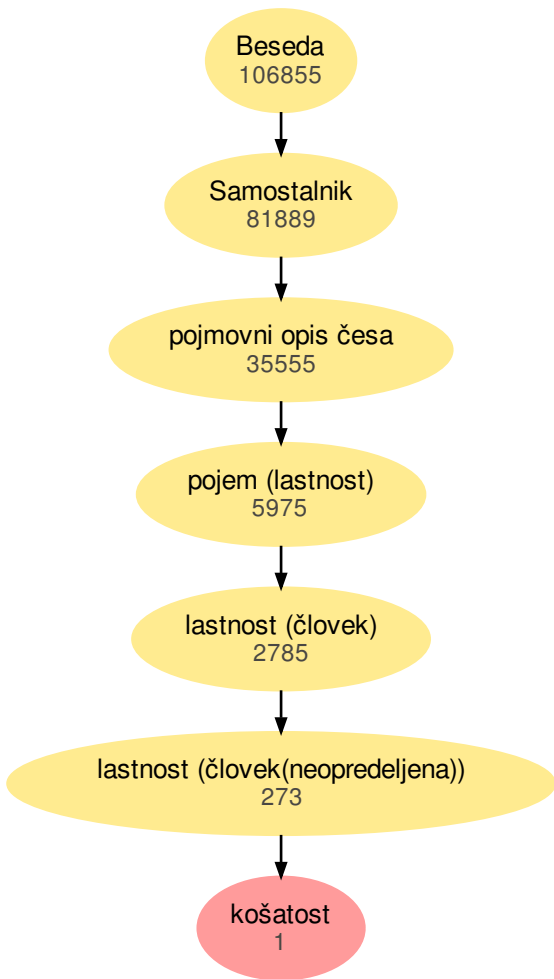 Beseda
106855
Samostalnik
81889
pojmovni opis česa
35555
pojem (lastnost)
5975
lastnost (človek)
2785
lastnost (človek(neopredeljena))
273
košatost
1